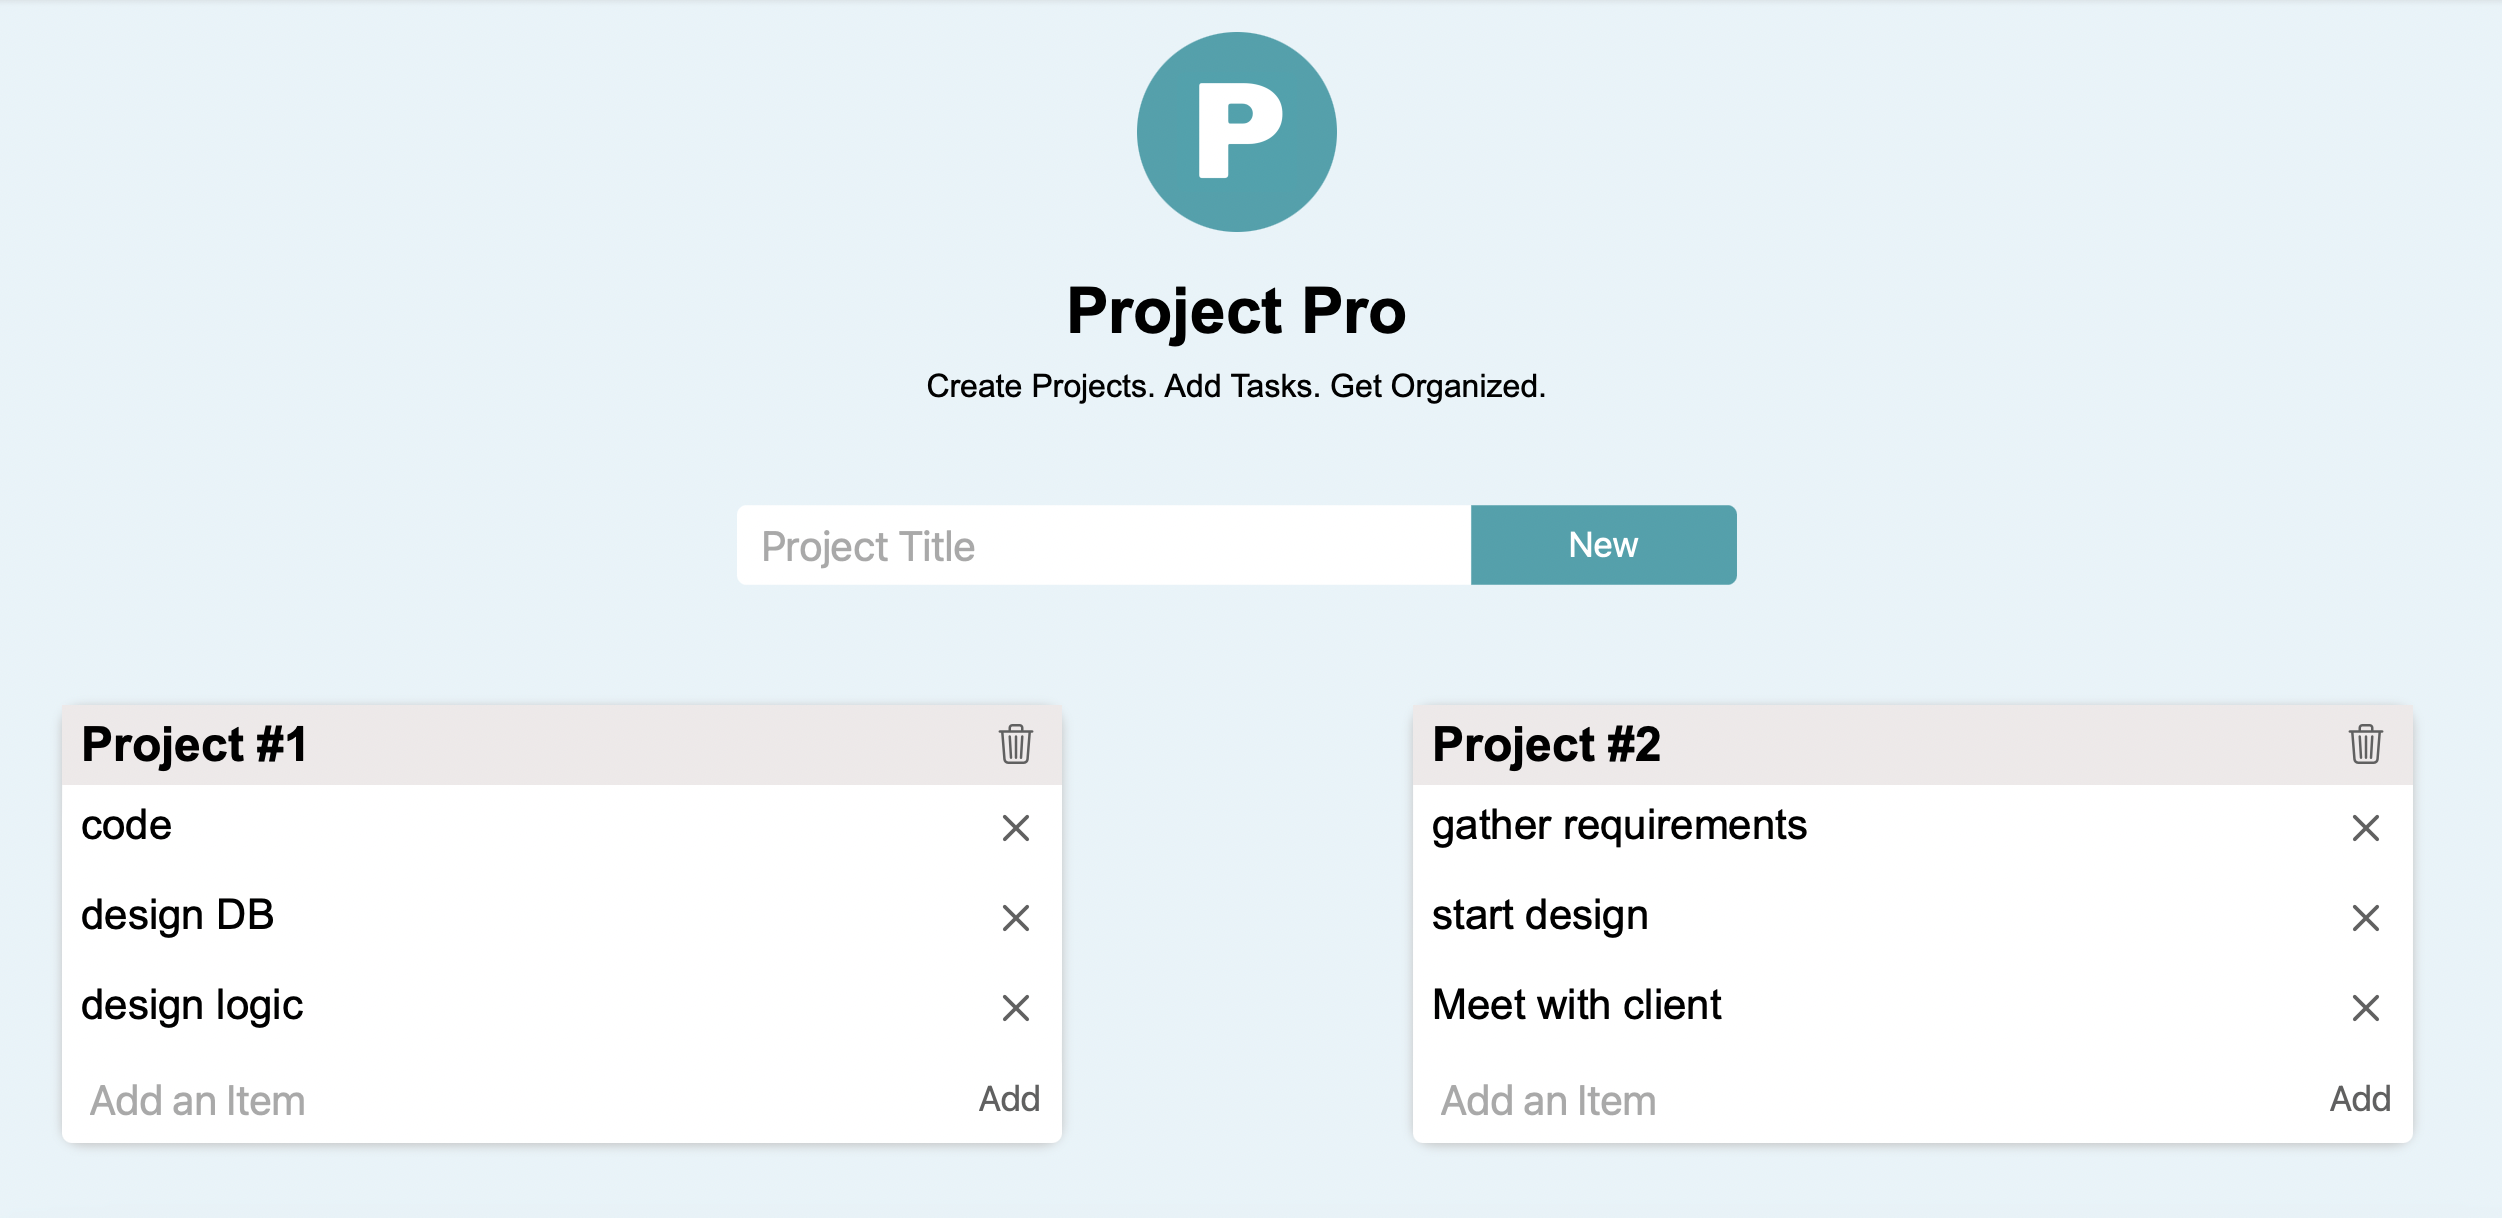 P
Project Pro
Create Projects. Add Tasks. Get Organized.
Project Title
New
Project #1
code
design DB
design logic
Add an Item
Add
Project #2
gather requirements
start design
Meet with client
Add an Item
Add